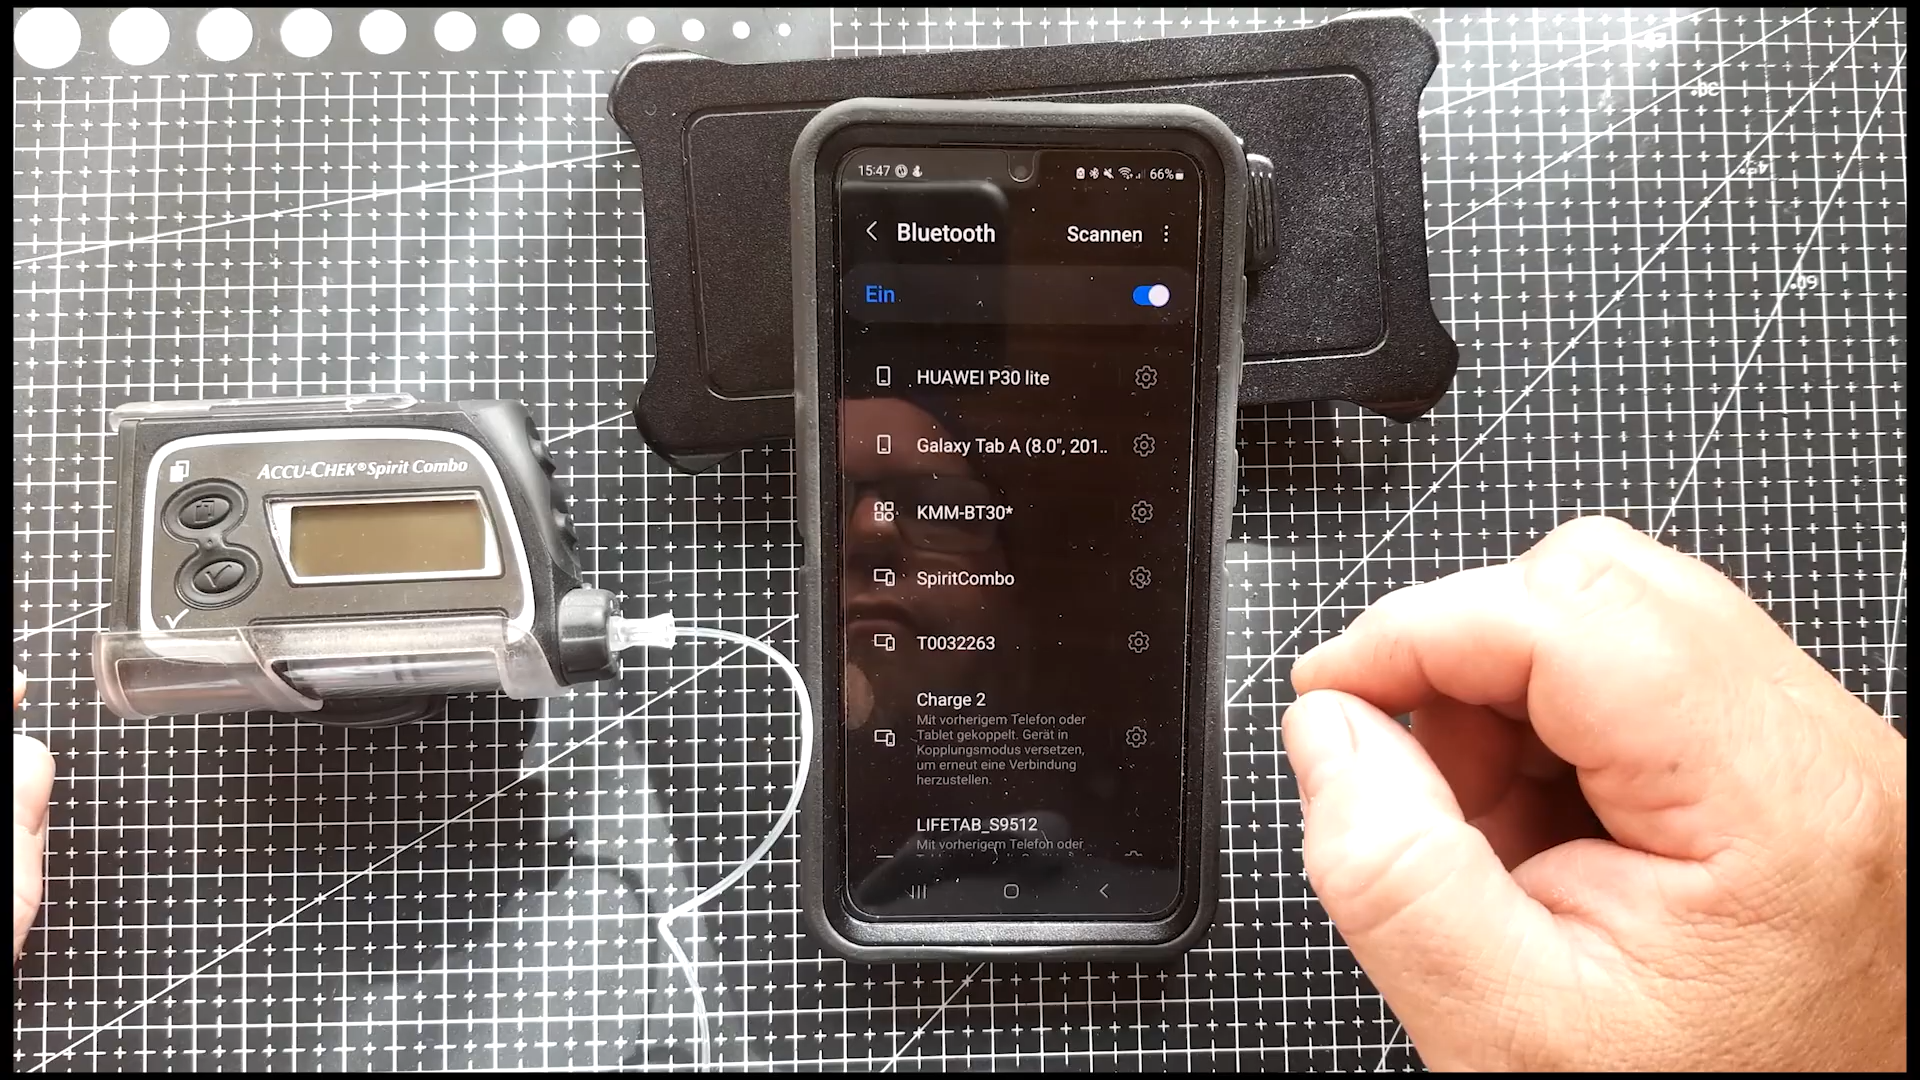 15:47
66%
Bluetooth
Scannen
Ein
HUAWEI P30 lite
Galaxy Tab A (8.0", 201..
KMM-BT30*
SpiritCombo
T0032263
Charge 2
Mit vorherigem Telefon oder
Tablet gekoppelt. Gerät in
Kopplungsmodus versetzen,
um erneut eine Verbindung
herzustellen.
LIFETAB_S9512
Mit vorherigem Telefon oder
ACCU-CHEK® Spirit Combo